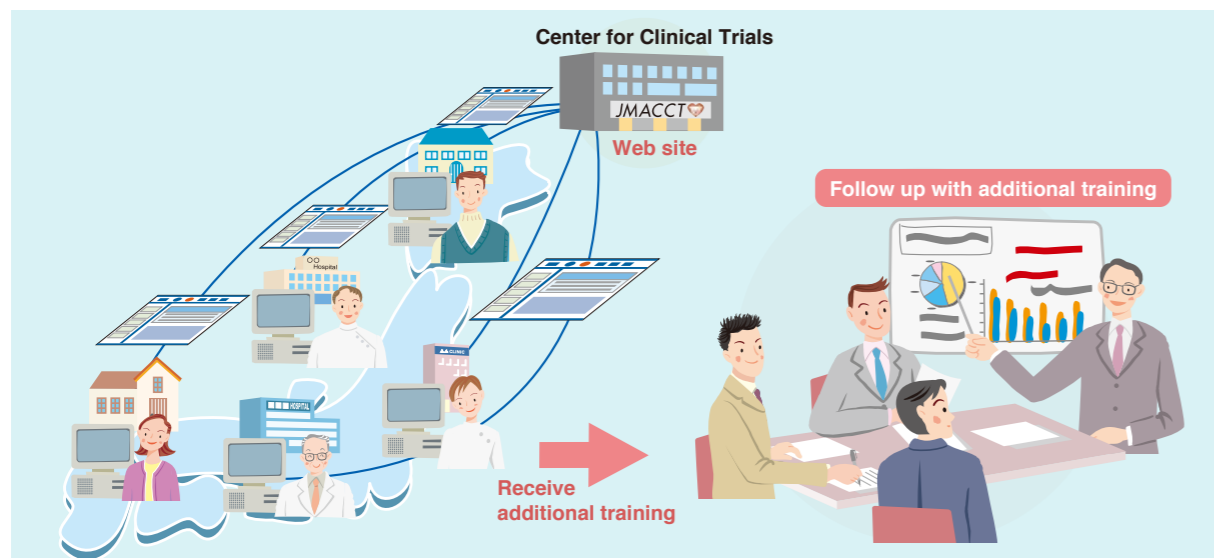 Center for Clinical Trials
JMACCT
Web site
Follow up with additional training
Hospital
CLINIC
HOSPITAL
Receive
additional training